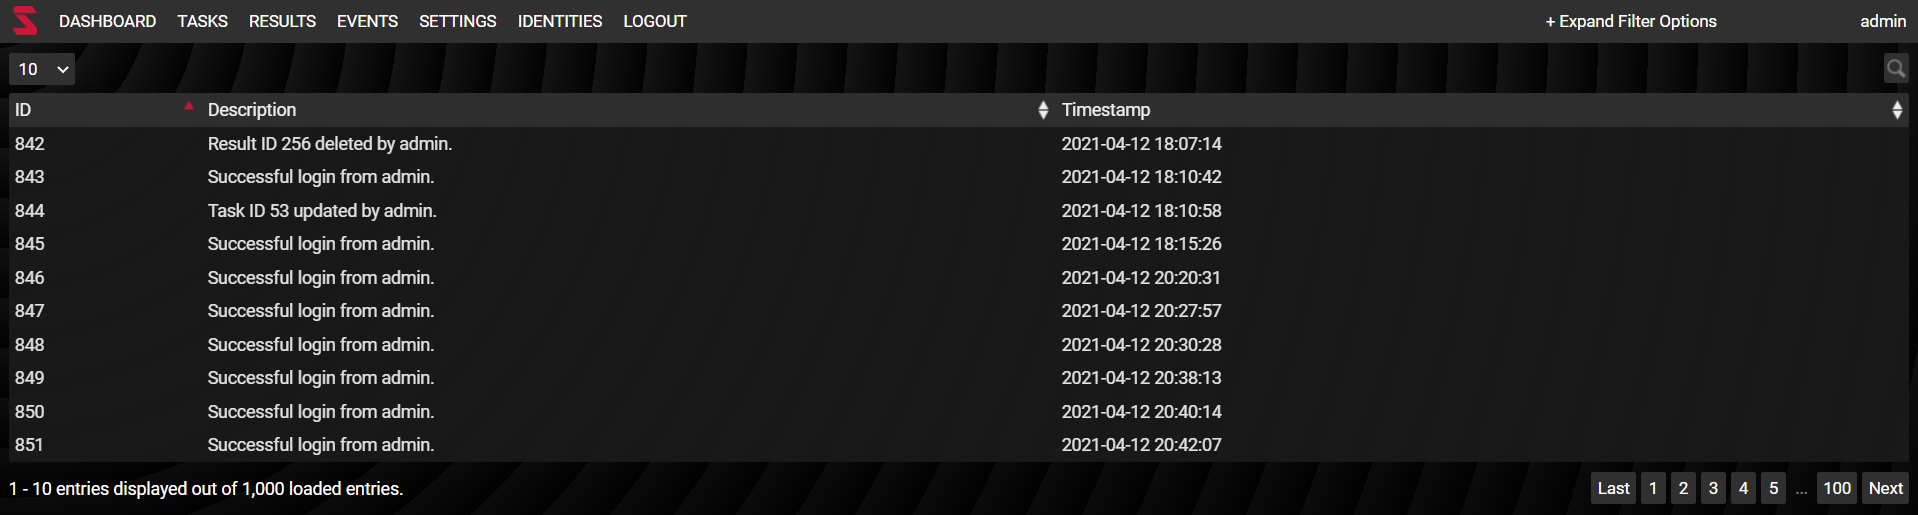 DASHBOARD TASKS RESULTS EVENTS SETTINGS IDENTITIES LOGOUT + Expand Filter Options admin
10
ID Description Timestamp
842 Result ID 256 deleted by admin. 2021-04-12 18:07:14
843 Successful login from admin. 2021-04-12 18:10:42
844 Task ID 53 updated by admin. 2021-04-12 18:10:58
845 Successful login from admin. 2021-04-12 18:15:26
846 Successful login from admin. 2021-04-12 20:20:31
847 Successful login from admin. 2021-04-12 20:27:57
848 Successful login from admin. 2021-04-12 20:30:28
849 Successful login from admin. 2021-04-12 20:38:13
850 Successful login from admin. 2021-04-12 20:40:14
851 Successful login from admin. 2021-04-12 20:42:07
1 - 10 entries displayed out of 1,000 loaded entries. Last 1 2 3 4 5 ... 100 Next